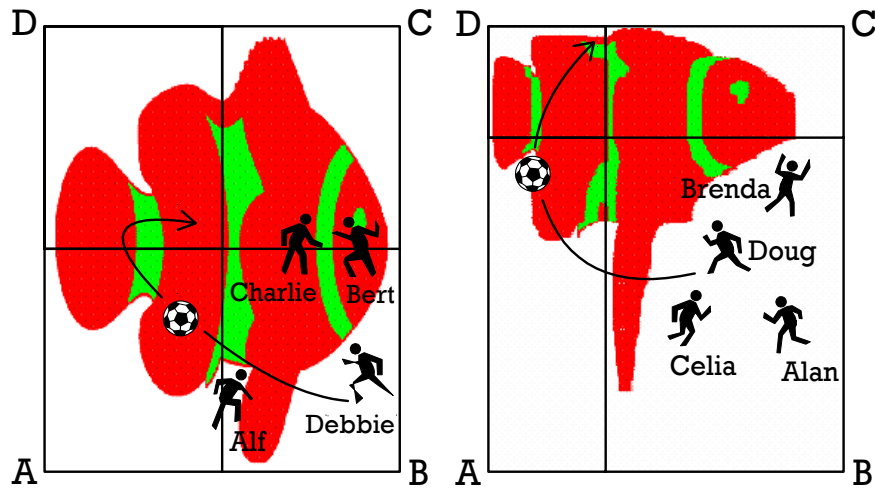 D
C
D
C
Brenda
Doug
Charlie
Bert
Celia
Alan
Debbie
Alf
A
B
A
B